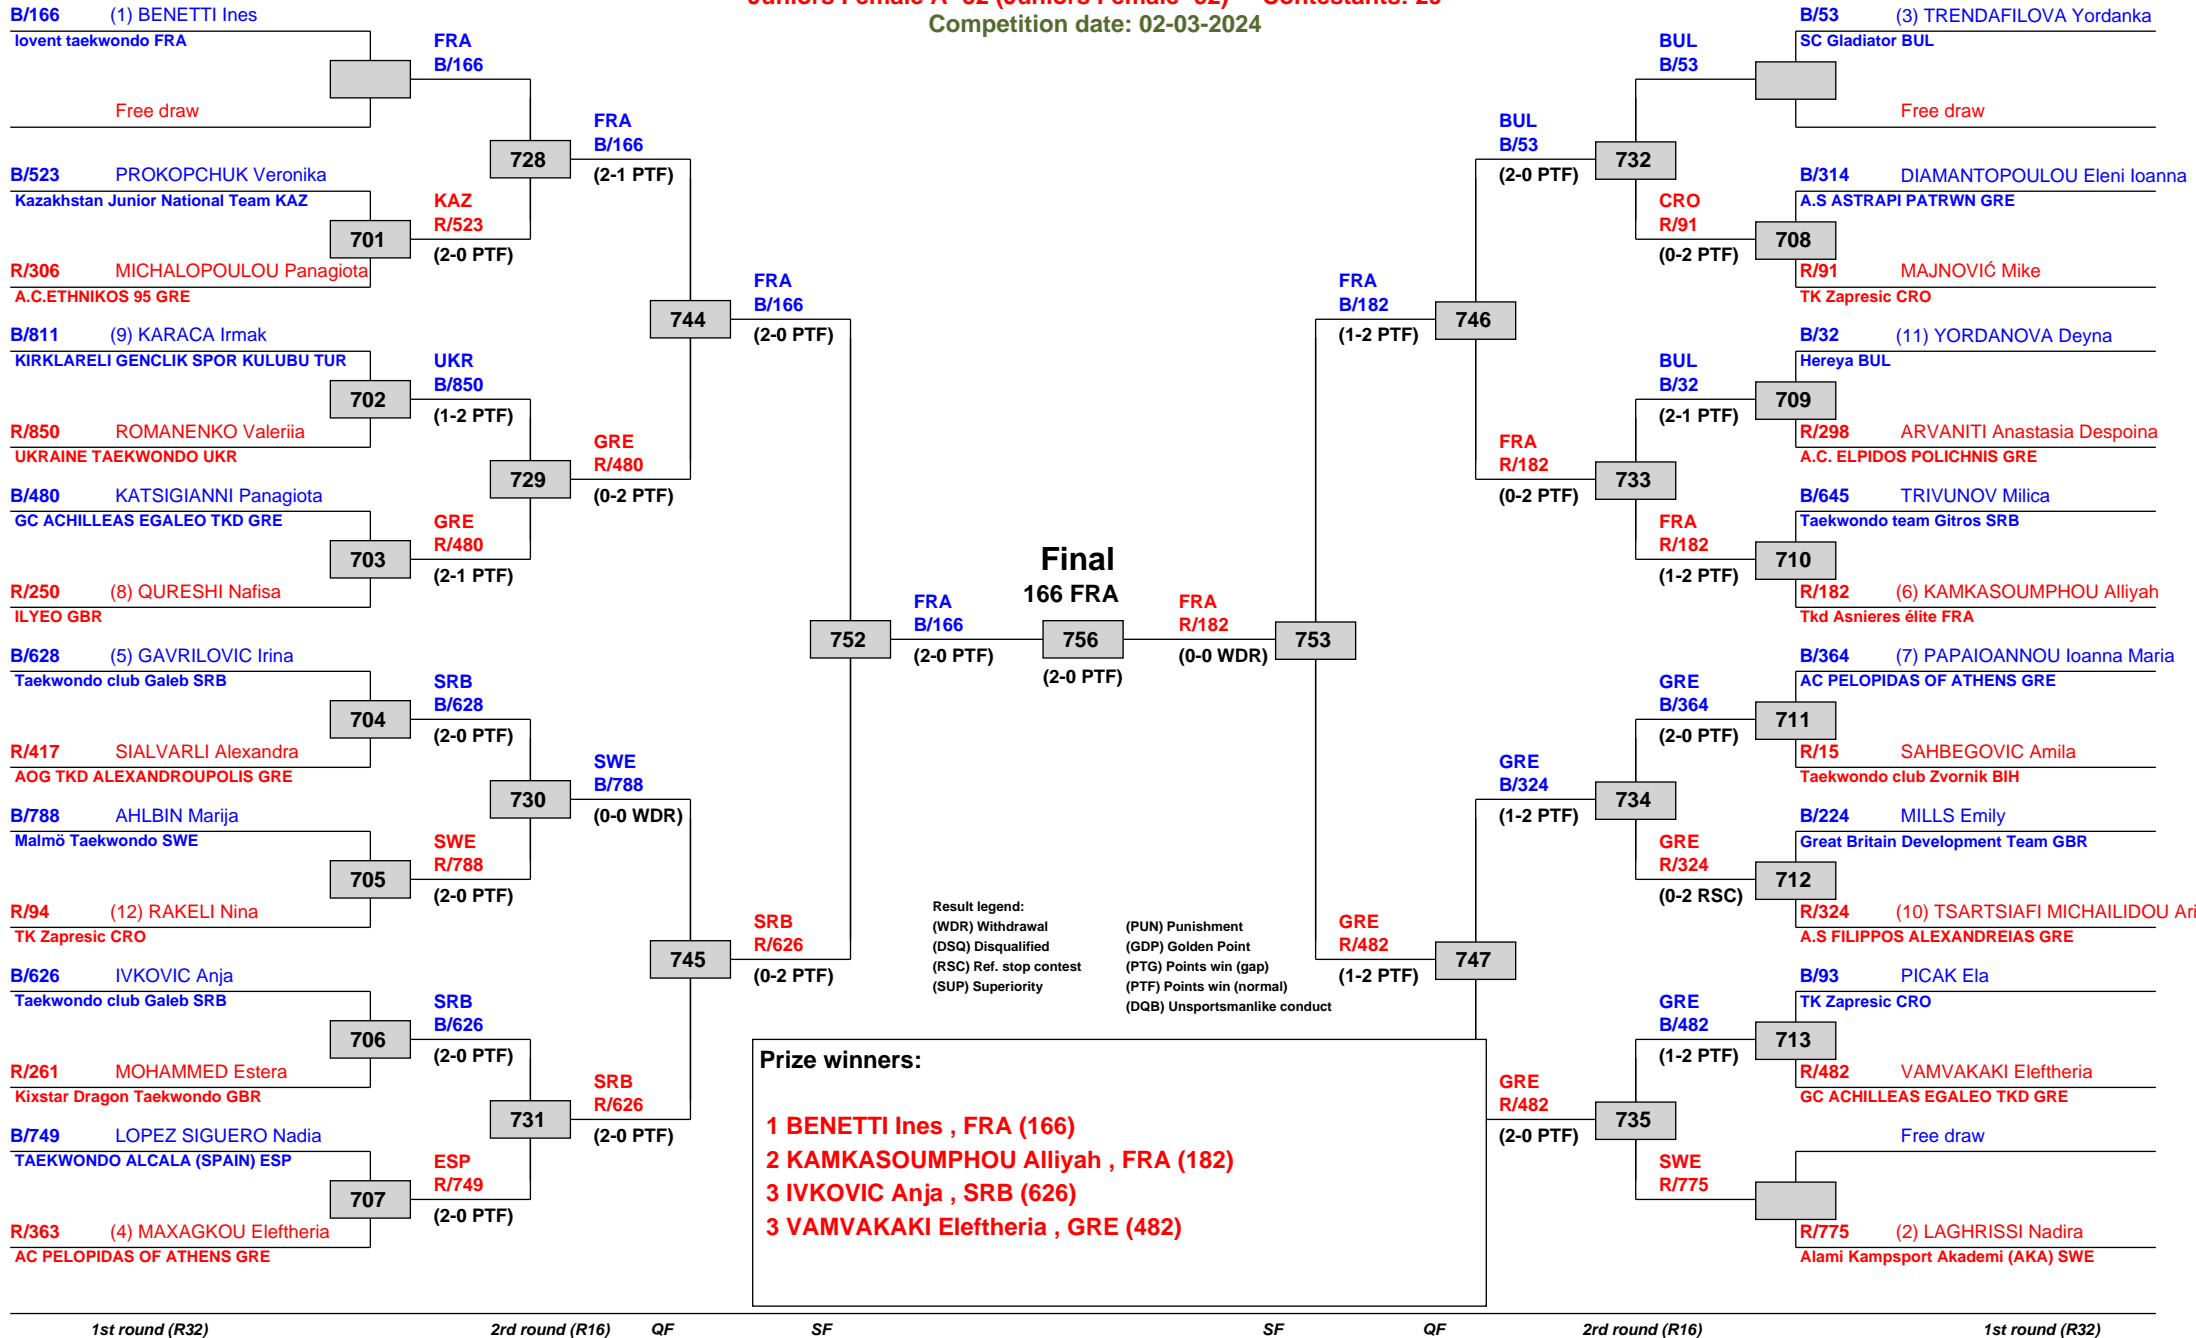 Competition date: 02-03-2024
B/166 (1) BENETTI Ines
lovent taekwondo FRA
Free draw
B/523 PROKOPCHUK Veronika
Kazakhstan Junior National Team KAZ
701
R/306 MICHALOPOULOU Panagiota
A.C.ETHNIKOS 95 GRE
B/811 (9) KARACA Irmak
KIRKLARELI GENCLIK SPOR KULUBU TUR
702
R/850 ROMANENKO Valeriia
UKRAINE TAEKWONDO UKR
B/480 KATSIGIANNI Panagiota
GC ACHILLEAS EGALEO TKD GRE
703
R/250 (8) QURESHI Nafisa
ILYEO GBR
B/628 (5) GAVRILOVIC Irina
Taekwondo club Galeb SRB
704
R/417 SIALVARLI Alexandra
AOG TKD ALEXANDROUPOLIS GRE
B/788 AHLBIN Marija
Malmö Taekwondo SWE
705
R/94 (12) RAKELI Nina
TK Zapresic CRO
B/626 IVKOVIC Anja
Taekwondo club Galeb SRB
706
R/261 MOHAMMED Estera
Kixstar Dragon Taekwondo GBR
B/749 LOPEZ SIGUERO Nadia
TAEKWONDO ALCALA (SPAIN) ESP
707
R/363 (4) MAXAGKOU Eleftheria
AC PELOPIDAS OF ATHENS GRE
FRA
B/166
728
KAZ
R/523
(2-0 PTF)
UKR
B/850
(1-2 PTF)
729
GRE
R/480
(2-1 PTF)
SRB
B/628
(2-0 PTF)
730
SWE
R/788
(2-0 PTF)
SRB
B/626
(2-0 PTF)
731
ESP
R/749
(2-0 PTF)
FRA
B/166
(2-1 PTF)
744
GRE
R/480
(0-2 PTF)
SWE
B/788
(0-0 WDR)
745
SRB
R/626
(2-0 PTF)
FRA
B/166
(2-0 PTF)
752
SRB
R/626
(0-2 PTF)
FRA
B/166
(2-0 PTF)
Final
166 FRA
756
(2-0 PTF)
FRA
R/182
(0-0 WDR)
753
FRA
B/182
(1-2 PTF)
746
GRE
R/482
(1-2 PTF)
747
BUL
B/53
(2-0 PTF)
732
FRA
R/182
(0-2 PTF)
733
GRE
B/324
(1-2 PTF)
734
GRE
R/482
(2-0 PTF)
735
BUL
B/53
CRO
R/91
(0-2 PTF)
BUL
B/32
(2-1 PTF)
FRA
R/182
(1-2 PTF)
GRE
B/364
(2-0 PTF)
GRE
R/324
(0-2 RSC)
GRE
B/482
(1-2 PTF)
SWE
R/775
B/53 (3) TRENDAFILOVA Yordanka
SC Gladiator BUL
Free draw
B/314 DIAMANTOPOULOU Eleni Ioanna
A.S ASTRAPI PATRWN GRE
708
R/91 MAJNOVIĆ Mike
TK Zapresic CRO
B/32 (11) YORDANOVA Deyna
Hereya BUL
709
R/298 ARVANITI Anastasia Despoina
A.C. ELPIDOS POLICHNIS GRE
B/645 TRIVUNOV Milica
Taekwondo team Gitros SRB
710
R/182 (6) KAMKASOUMPHOU Alliyah
Tkd Asnieres élite FRA
B/364 (7) PAPAIOANNOU Ioanna Maria
AC PELOPIDAS OF ATHENS GRE
711
R/15 SAHBEGOVIC Amila
Taekwondo club Zvornik BIH
B/224 MILLS Emily
Great Britain Development Team GBR
712
R/324 (10) TSARTSIAFI MICHAILIDOU Ari
A.S FILIPPOS ALEXANDREIAS GRE
B/93 PICAK Ela
TK Zapresic CRO
713
R/482 VAMVAKAKI Eleftheria
GC ACHILLEAS EGALEO TKD GRE
Free draw
R/775 (2) LAGHRISSI Nadira
Alami Kampsport Akademi (AKA) SWE
Result legend:
(WDR) Withdrawal (PUN) Punishment
(DSQ) Disqualified (GDP) Golden Point
(RSC) Ref. stop contest (PTG) Points win (gap)
(SUP) Superiority (PTF) Points win (normal)
(DQB) Unsportsmanlike conduct
Prize winners:
1 BENETTI Ines , FRA (166)
2 KAMKASOUMPHOU Alliyah , FRA (182)
3 IVKOVIC Anja , SRB (626)
3 VAMVAKAKI Eleftheria , GRE (482)
1st round (R32) 2rd round (R16) QF SF SF QF 2rd round (R16) 1st round (R32)